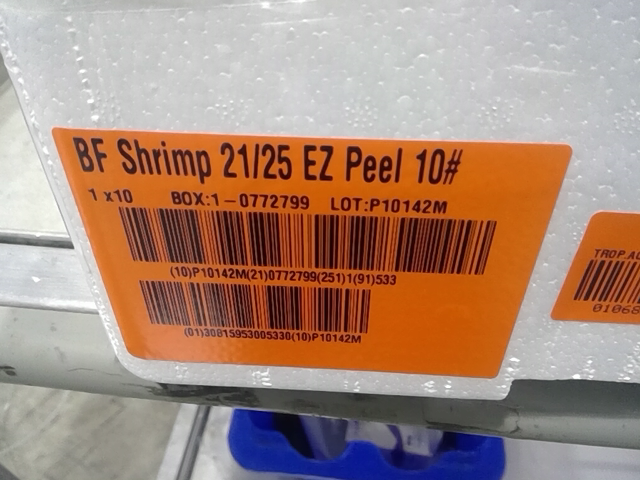 BF Shrimp 21/25 EZ Peel 10#
1 x10 BOX:1-0772799 LOT:P10142M
(10)P10142M(21)0772799(251)1(91)533
(01)30815953005330(10)P10142M
TROP.AQ
01068